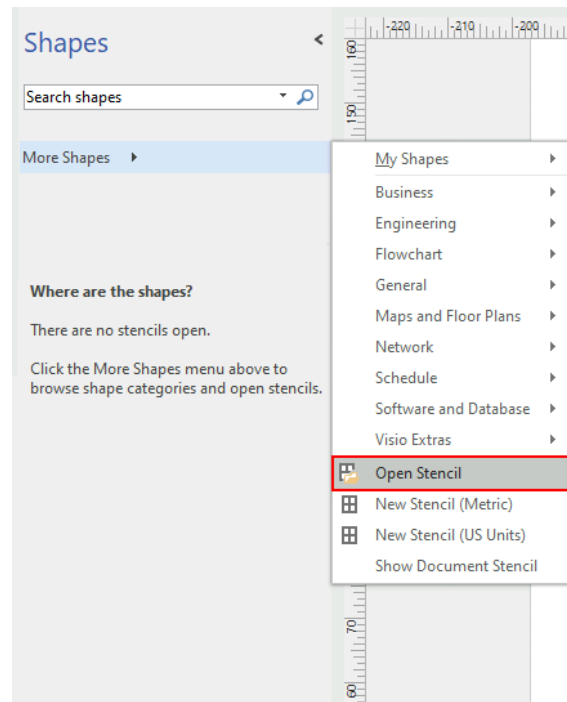 Shapes
-220 -210 -200
160
Search shapes
150
More Shapes
My Shapes
Business
Engineering
Flowchart
General
Maps and Floor Plans
Network
Schedule
Software and Database
Visio Extras
Open Stencil
New Stencil (Metric)
New Stencil (US Units)
Show Document Stencil
Where are the shapes?
There are no stencils open.
Click the More Shapes menu above to
browse shape categories and open stencils.
70
60